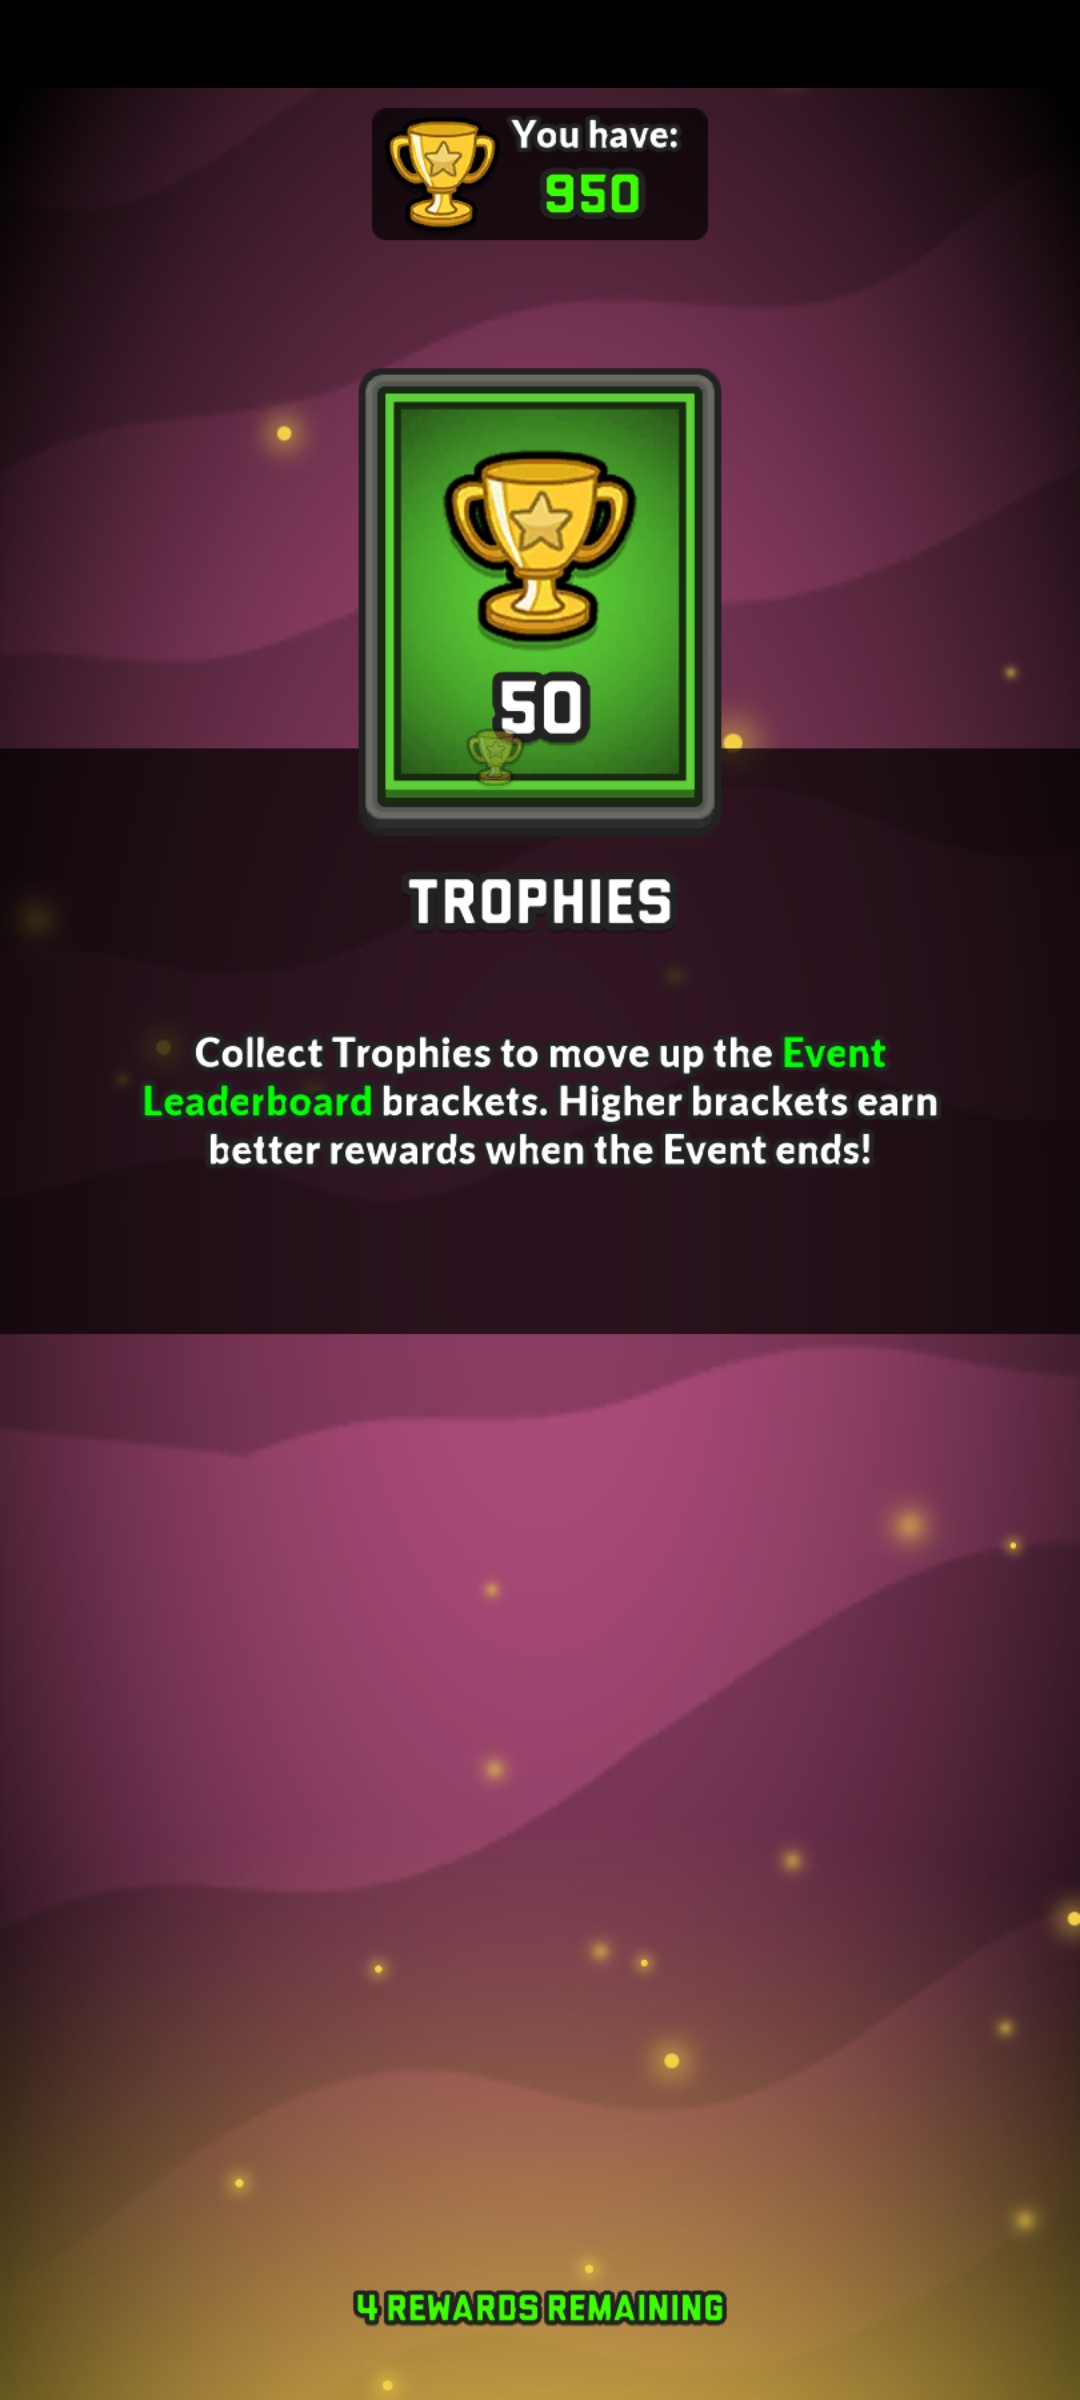 You have:
950
50
TROPHIES
Collect Trophies to move up the Event
Leaderboard brackets. Higher brackets earn
better rewards when the Event ends!
4 REWARDS REMAINING